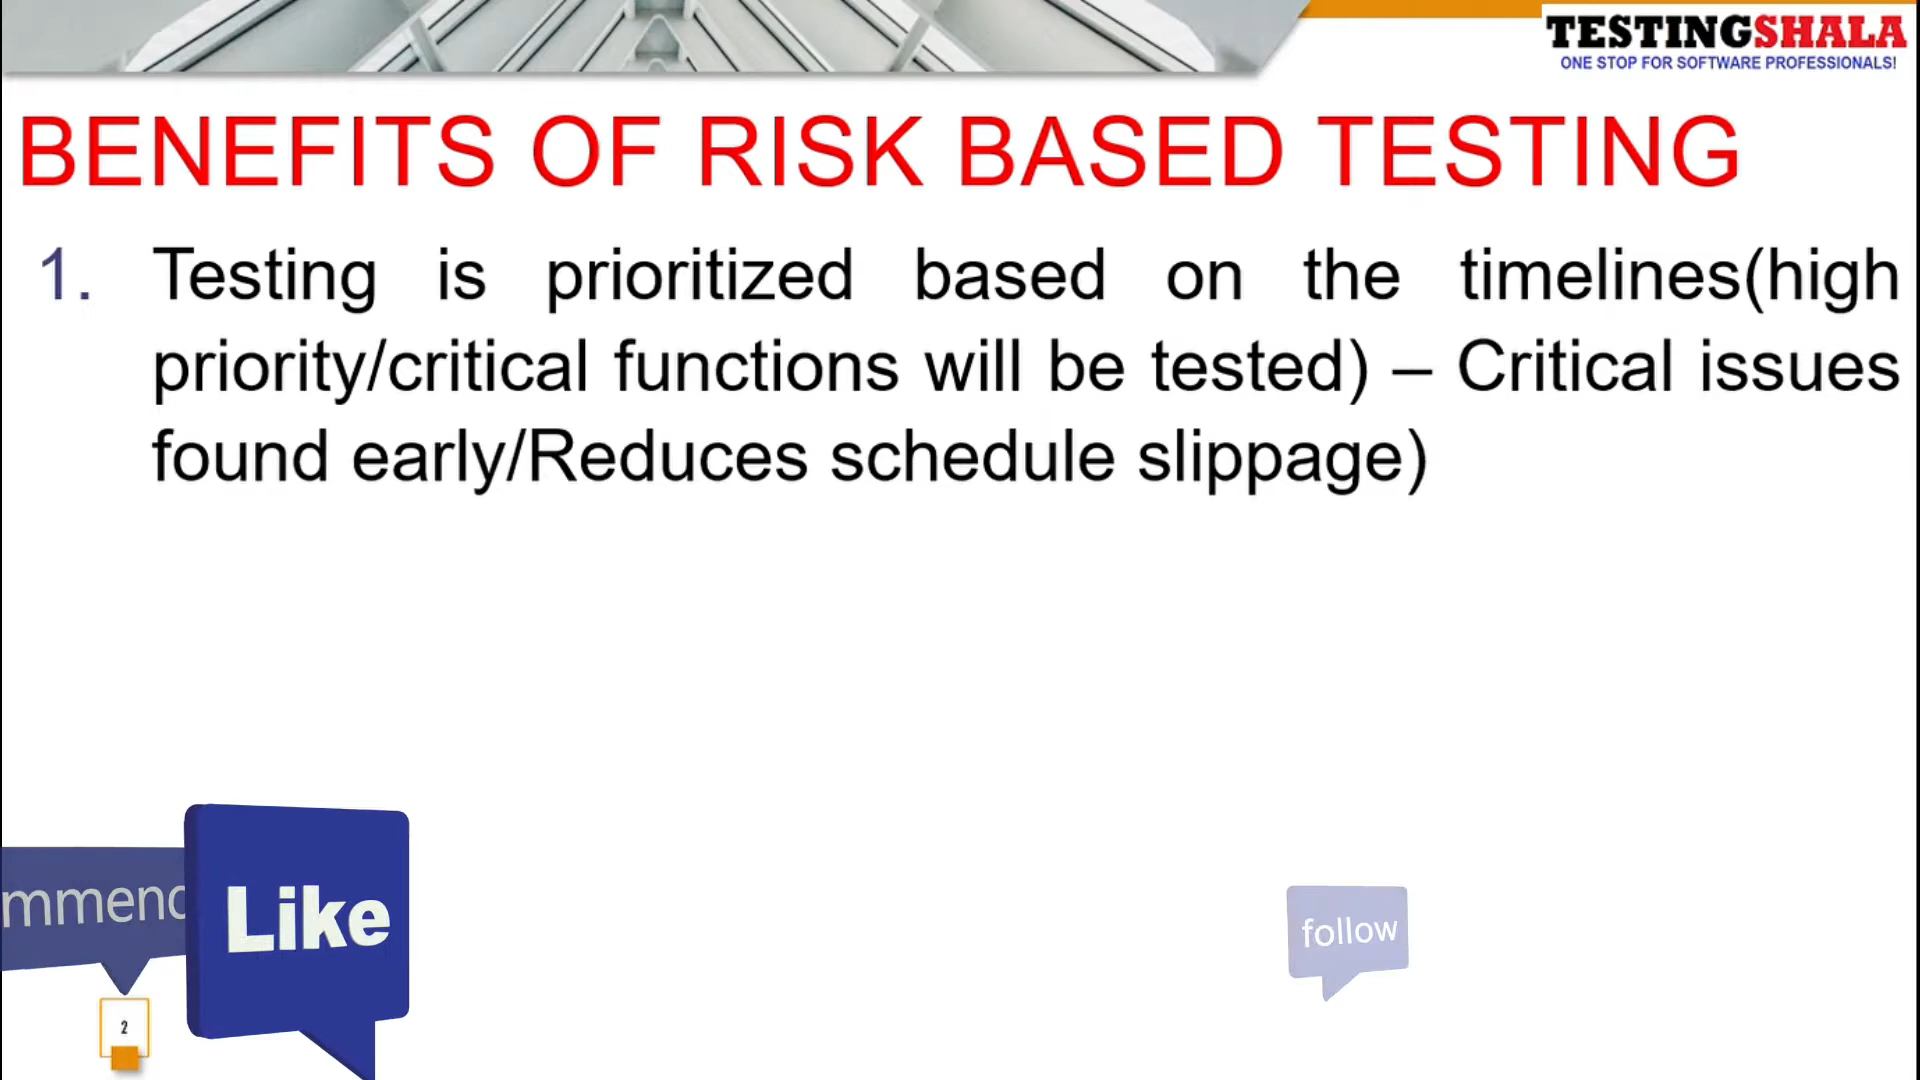 TESTINGSHALA
ONE STOP FOR SOFTWARE PROFESSIONALS!
BENEFITS OF RISK BASED TESTING
1. Testing is prioritized based on the timelines(high
priority/critical functions will be tested) – Critical issues
found early/Reduces schedule slippage)
Like
follow
2